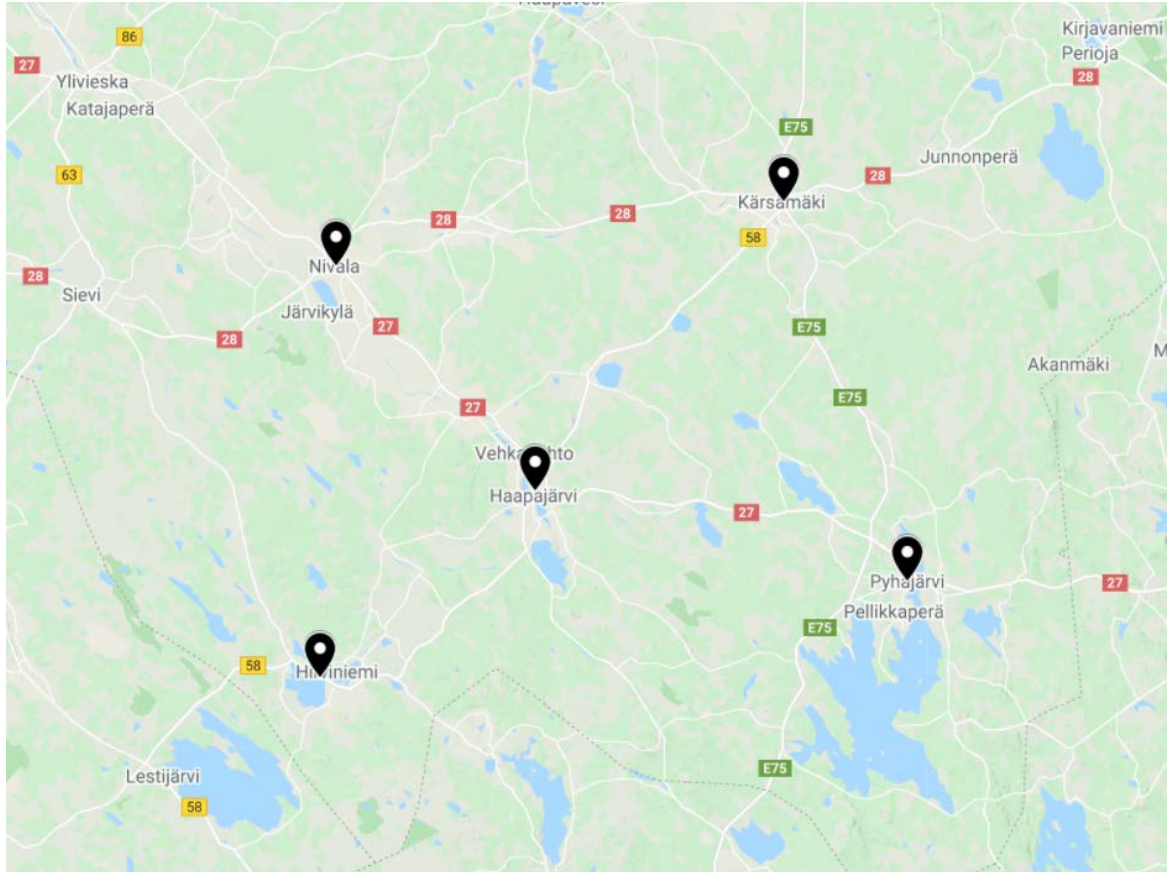 Kirjavaniemi
Perioja
86
27
Ylivieska
28
Katajaperä
E75
Junnonperä
63
28
Kärsämäki
28
28
58
Nivala
28
Sievi
Järvikylä
27
E75
28
Akanmäki
E75
27
Haapajärvi
27
Pyhäjärvi
27
Pellikkaperä
E75
58
Lestijärvi
E75
58